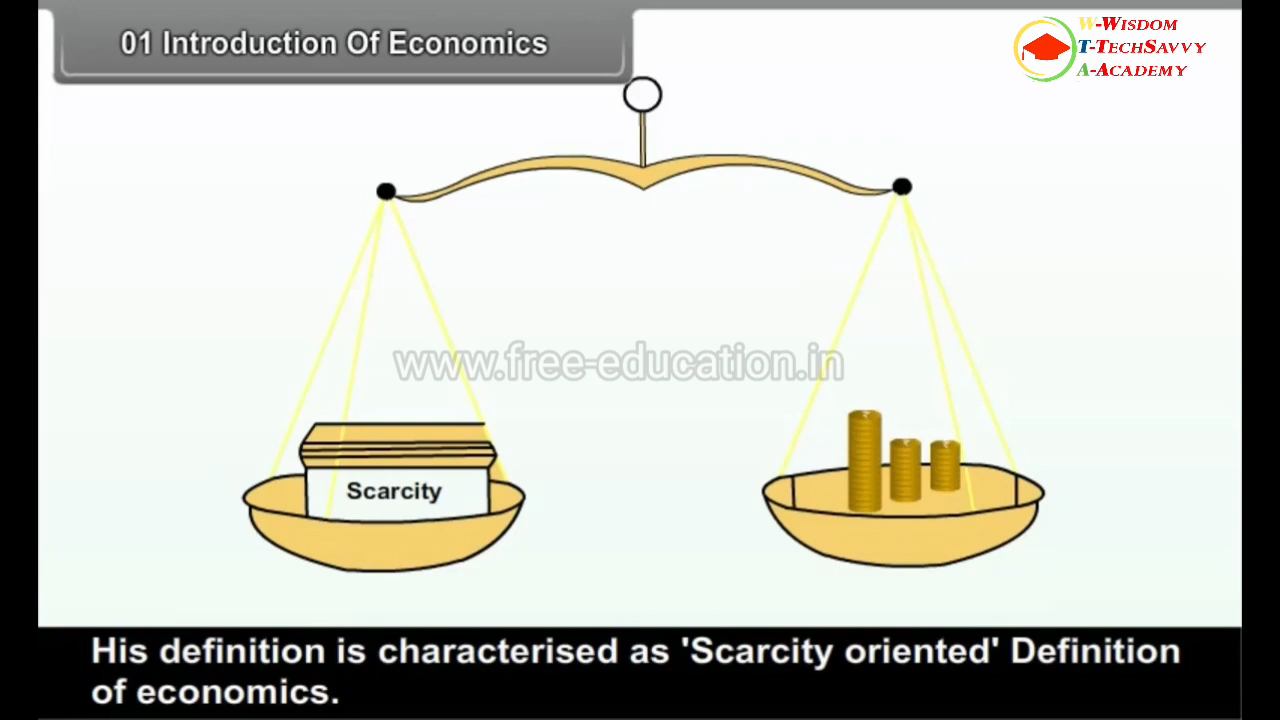 01 Introduction Of Economics
W-Wisdom
T-TechSavvy
A-Academy
www.free-education.in
Scarcity
His definition is characterised as 'Scarcity oriented' Definition
of economics.